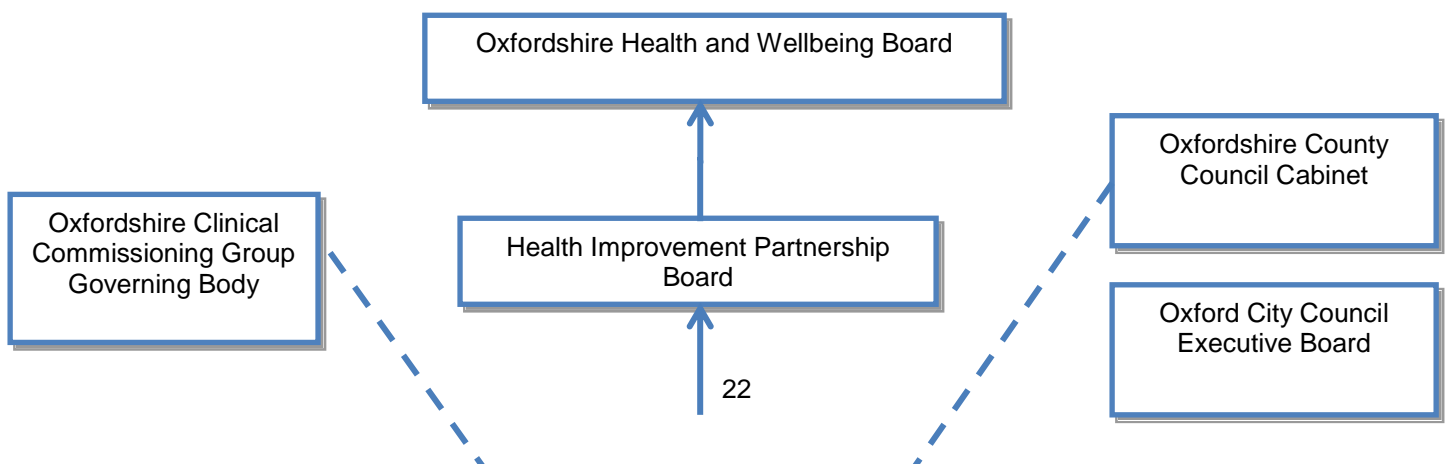 Oxfordshire Health and Wellbeing Board
Oxfordshire County
Council Cabinet
Oxfordshire Clinical
Commissioning Group
Governing Body
Health Improvement Partnership
Board
Oxford City Council
Executive Board
22